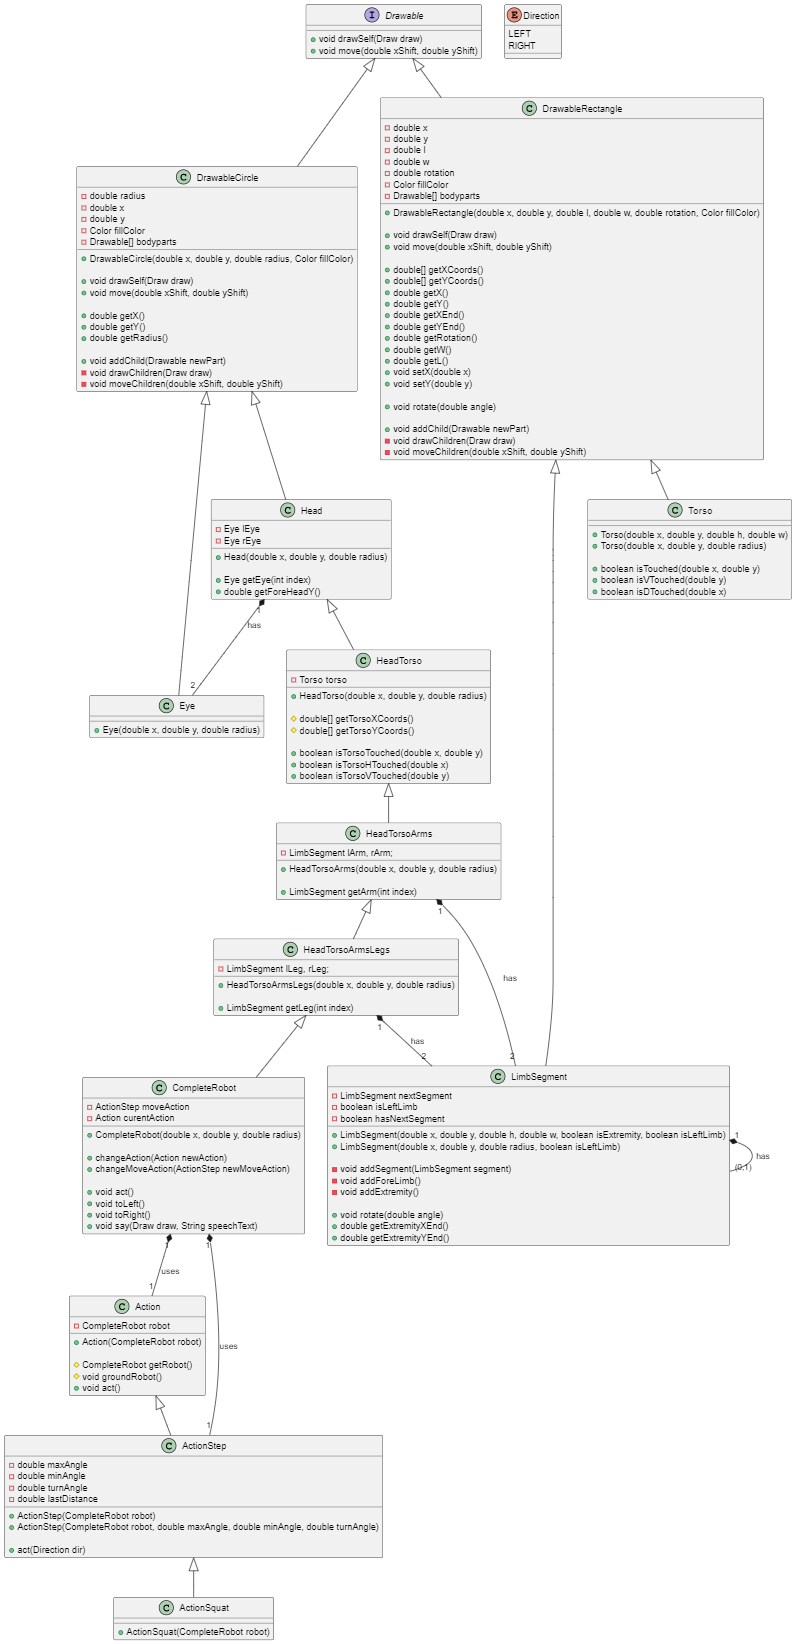 I Drawable
void drawSelf(Draw draw)
void move(double xShift, double yShift)
E Direction
LEFT
RIGHT
C DrawableRectangle
double x
double y
double l
double w
double rotation
Color fillColor
Drawable[] bodyparts
DrawableRectangle(double x, double y, double l, double w, double rotation, Color fillColor)
void drawSelf(Draw draw)
void move(double xShift, double yShift)
double[] getXCoords()
double[] getYCoords()
double getX()
double getY()
double getXEnd()
double getYEnd()
double getRotation()
double getW()
double getL()
void setX(double x)
void setY(double y)
void rotate(double angle)
void addChild(Drawable newPart)
void drawChildren(Draw draw)
void moveChildren(double xShift, double yShift)
C DrawableCircle
double radius
double x
double y
Color fillColor
Drawable[] bodyparts
DrawableCircle(double x, double y, double radius, Color fillColor)
void drawSelf(Draw draw)
void move(double xShift, double yShift)
double getX()
double getY()
double getRadius()
void addChild(Drawable newPart)
void drawChildren(Draw draw)
void moveChildren(double xShift, double yShift)
C Head
Eye lEye
Eye rEye
Head(double x, double y, double radius)
Eye getEye(int index)
double getForeHeadY()
C Torso
Torso(double x, double y, double h, double w)
Torso(double x, double y, double radius)
boolean isTouched(double x, double y)
boolean isVTouched(double y)
boolean isDTouched(double x)
1
has
2
C Eye
Eye(double x, double y, double radius)
C HeadTorso
Torso torso
HeadTorso(double x, double y, double radius)
double[] getTorsoXCoords()
double[] getTorsoYCoords()
boolean isTorsoTouched(double x, double y)
boolean isTorsoHTouched(double x)
boolean isTorsoVTouched(double y)
C HeadTorsoArms
LimbSegment lArm, rArm;
HeadTorsoArms(double x, double y, double radius)
LimbSegment getArm(int index)
1
has
2
C HeadTorsoArmsLegs
LimbSegment lLeg, rLeg;
HeadTorsoArmsLegs(double x, double y, double radius)
LimbSegment getLeg(int index)
1
has
2
C LimbSegment
LimbSegment nextSegment
boolean isLeftLimb
boolean hasNextSegment
LimbSegment(double x, double y, double h, double w, boolean isExtremity, boolean isLeftLimb)
LimbSegment(double x, double y, double radius, boolean isLeftLimb)
void addSegment(LimbSegment segment)
void addForeLimb()
void addExtremity()
void rotate(double angle)
double getExtremityXEnd()
double getExtremityYEnd()
1
has
(0,1)
C CompleteRobot
ActionStep moveAction
Action curentAction
CompleteRobot(double x, double y, double radius)
changeAction(Action newAction)
changeMoveAction(ActionStep newMoveAction)
void act()
void toLeft()
void toRight()
void say(Draw draw, String speechText)
1
uses
1
1
uses
1
C Action
CompleteRobot robot
Action(CompleteRobot robot)
CompleteRobot getRobot()
void groundRobot()
void act()
C ActionStep
double maxAngle
double minAngle
double turnAngle
double lastDistance
ActionStep(CompleteRobot robot)
ActionStep(CompleteRobot robot, double maxAngle, double minAngle, double turnAngle)
act(Direction dir)
C ActionSquat
ActionSquat(CompleteRobot robot)